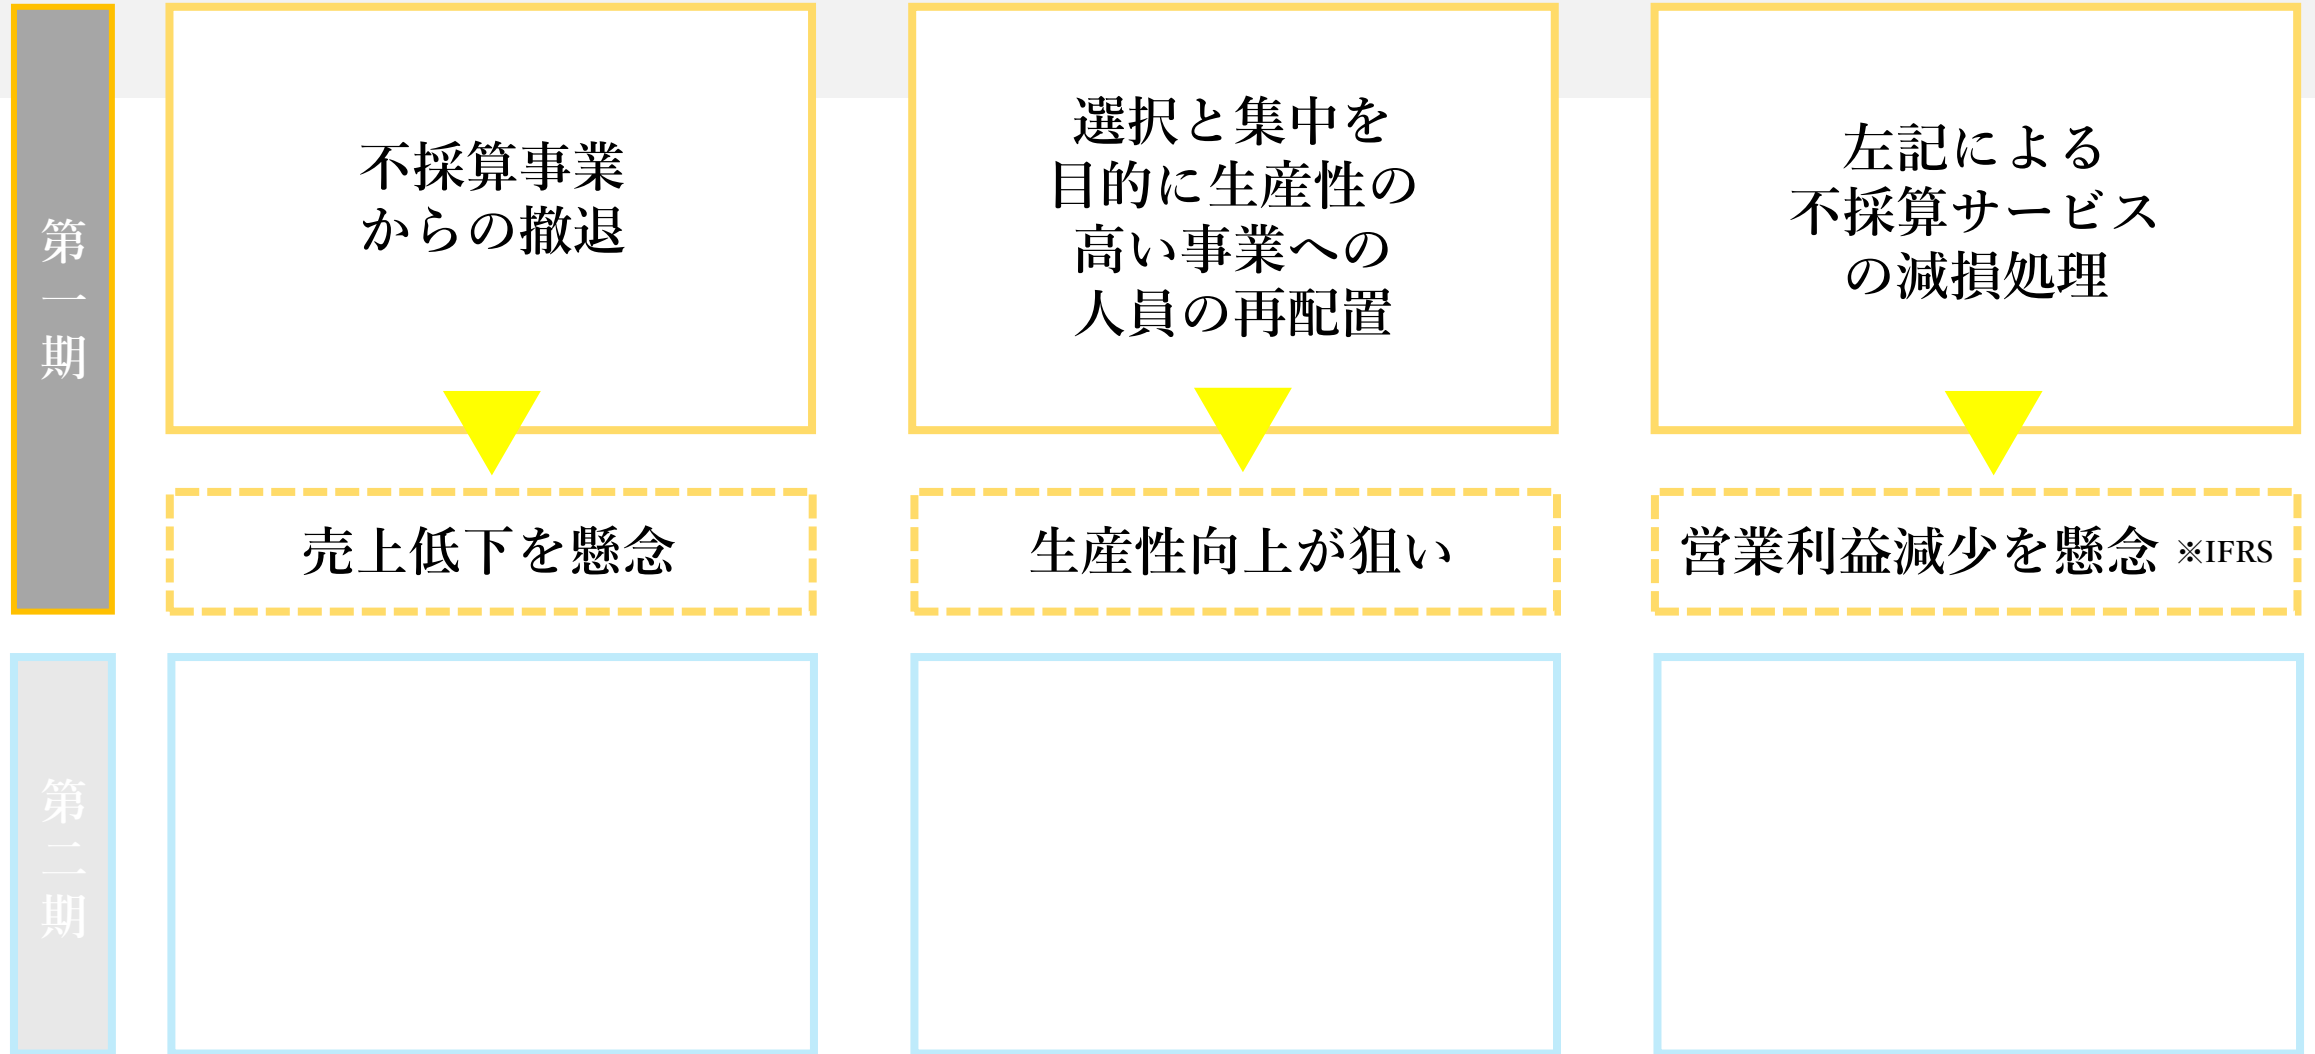 第一期
不採算事業
からの撤退
選択と集中を
目的に生産性の
高い事業への
人員の再配置
左記による
不採算サービス
の減損処理
売上低下を懸念
生産性向上が狙い
営業利益減少を懸念 ※IFRS
第二期